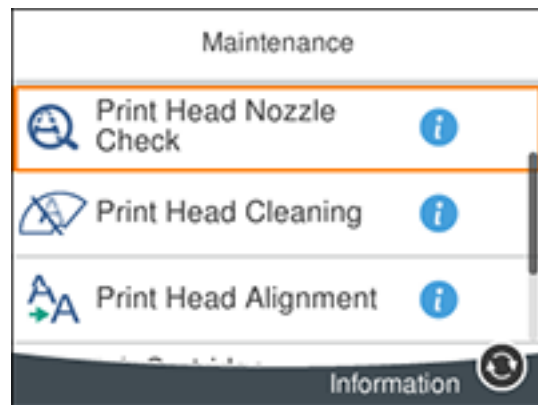 Maintenance
Print Head Nozzle
Check
Print Head Cleaning
Print Head Alignment
Information